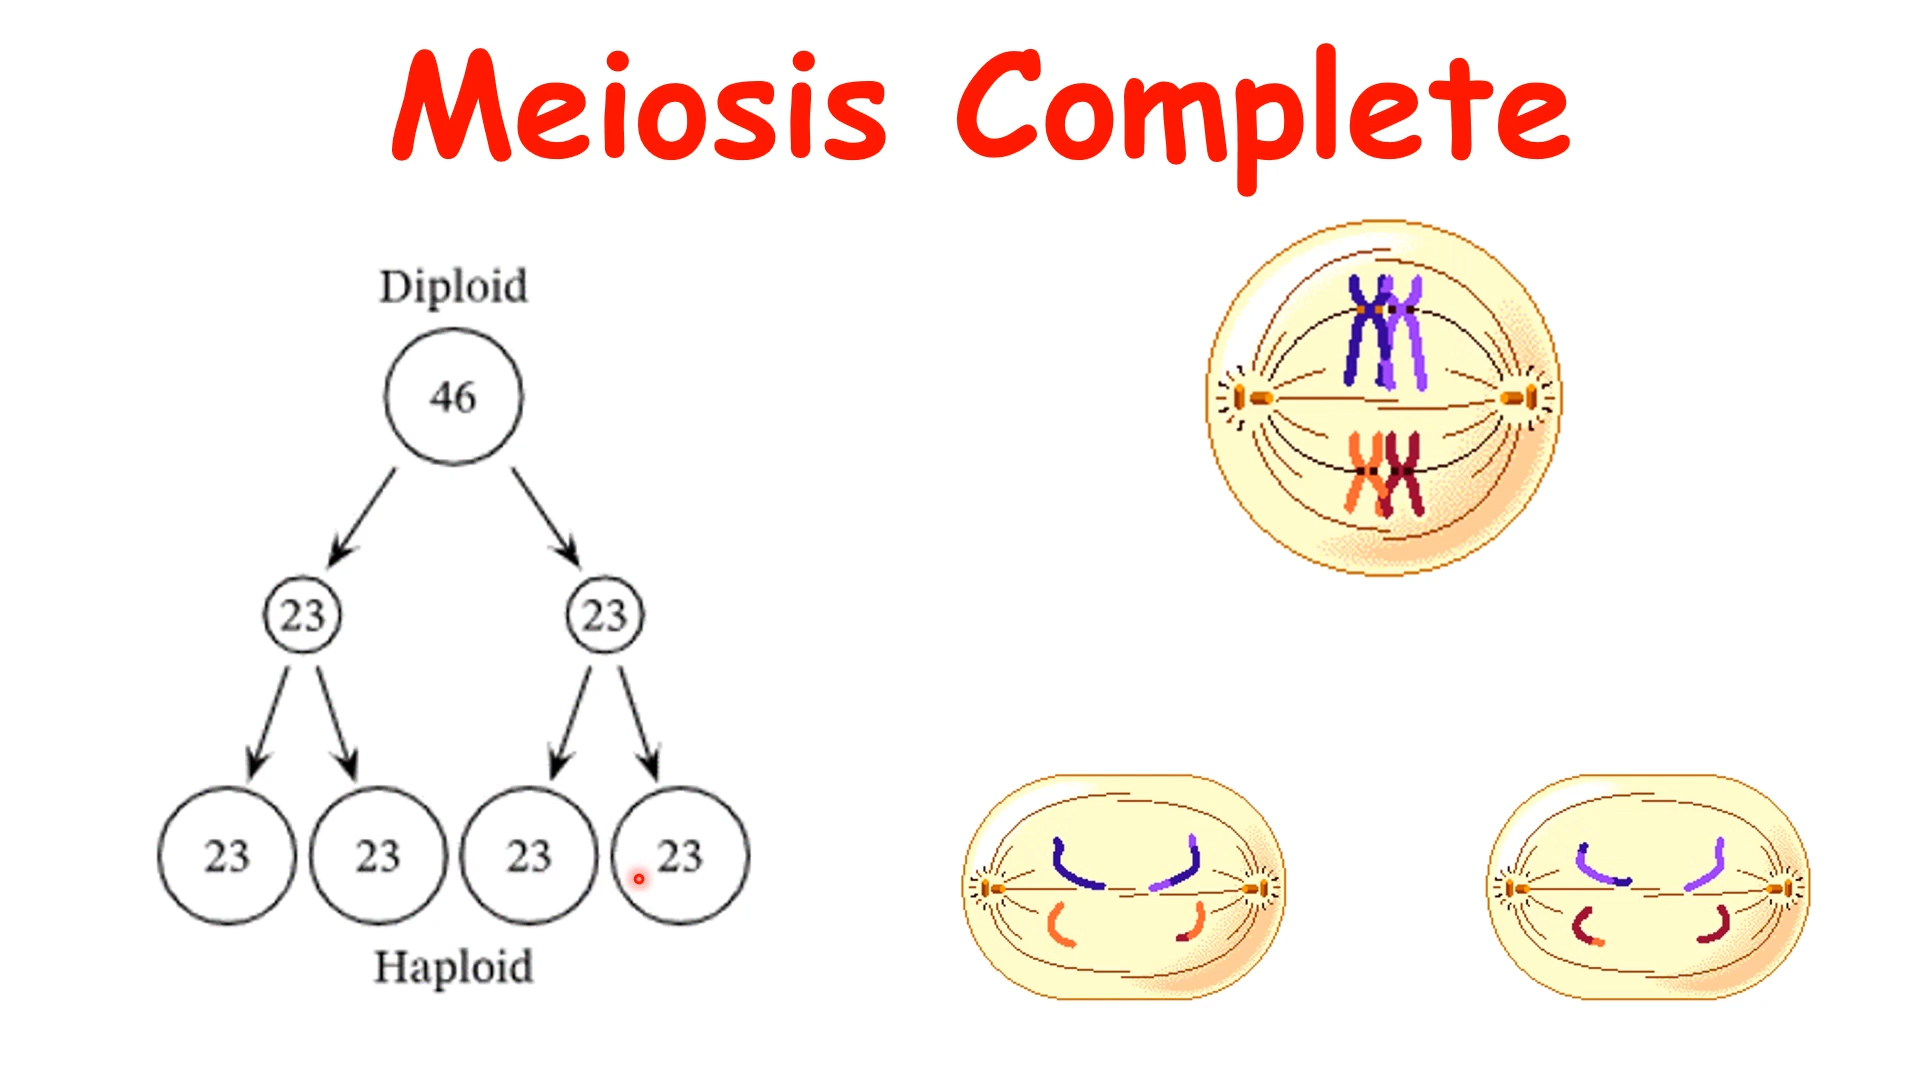 Meiosis Complete
Diploid
46
23 23
23 23 23 23
Haploid